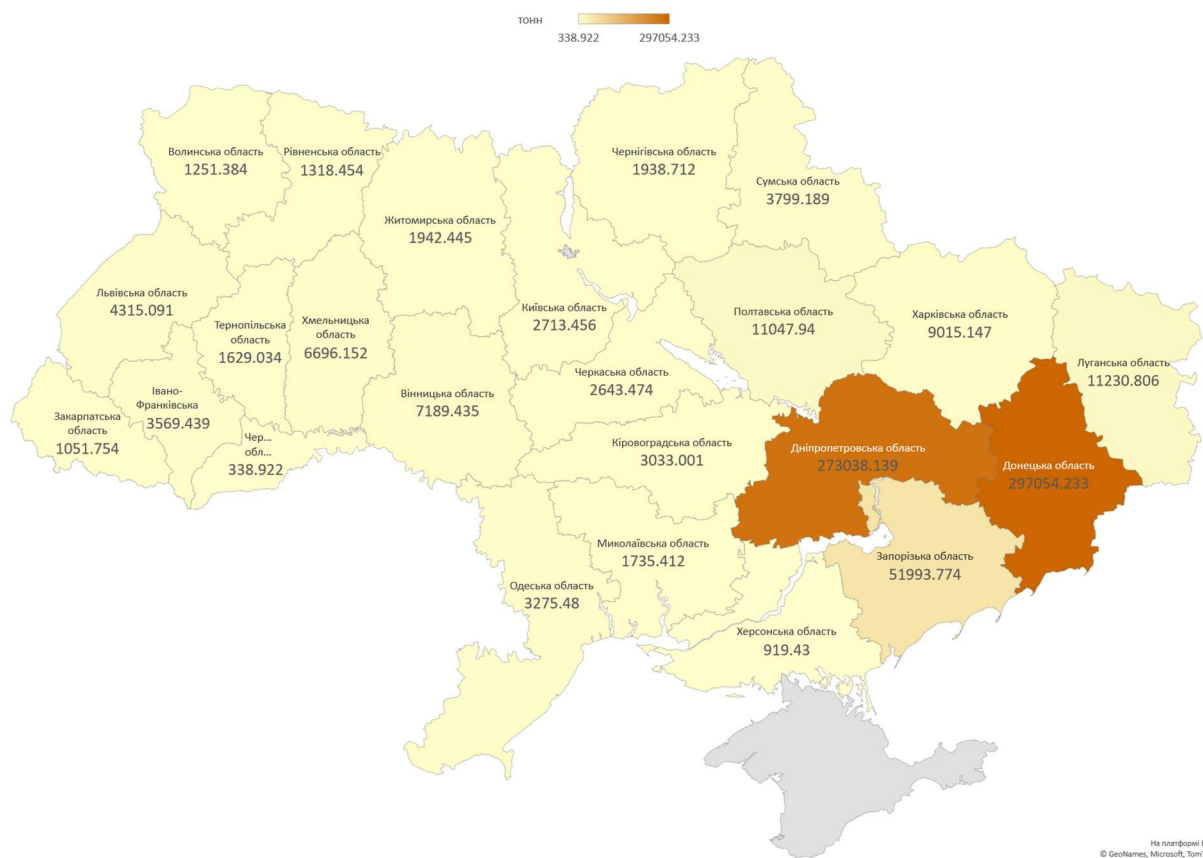 тонн
338.922 297054.233
Волинська область
1251.384
Рівненська область
1318.454
Житомирська область
1942.445
Чернігівська область
1938.712
Сумська область
3799.189
Львівська область
4315.091
Тернопільська
область
1629.034
Хмельницька
область
6696.152
Київська область
2713.456
Полтавська область
11047.94
Харківська область
9015.147
Луганська область
11230.806
Івано-
Франківська
3569.439
Закарпатська
область
1051.754
Чер...
обл...
338.922
Вінницька область
7189.435
Черкаська область
2643.474
Кіровоградська область
3033.001
Дніпропетровська область
273038.139
Донецька область
297054.233
Запорізька область
51993.774
Миколаївська область
1735.412
Одеська область
3275.48
Херсонська область
919.43
На платформі
© GeoNames, Microsoft, Tom